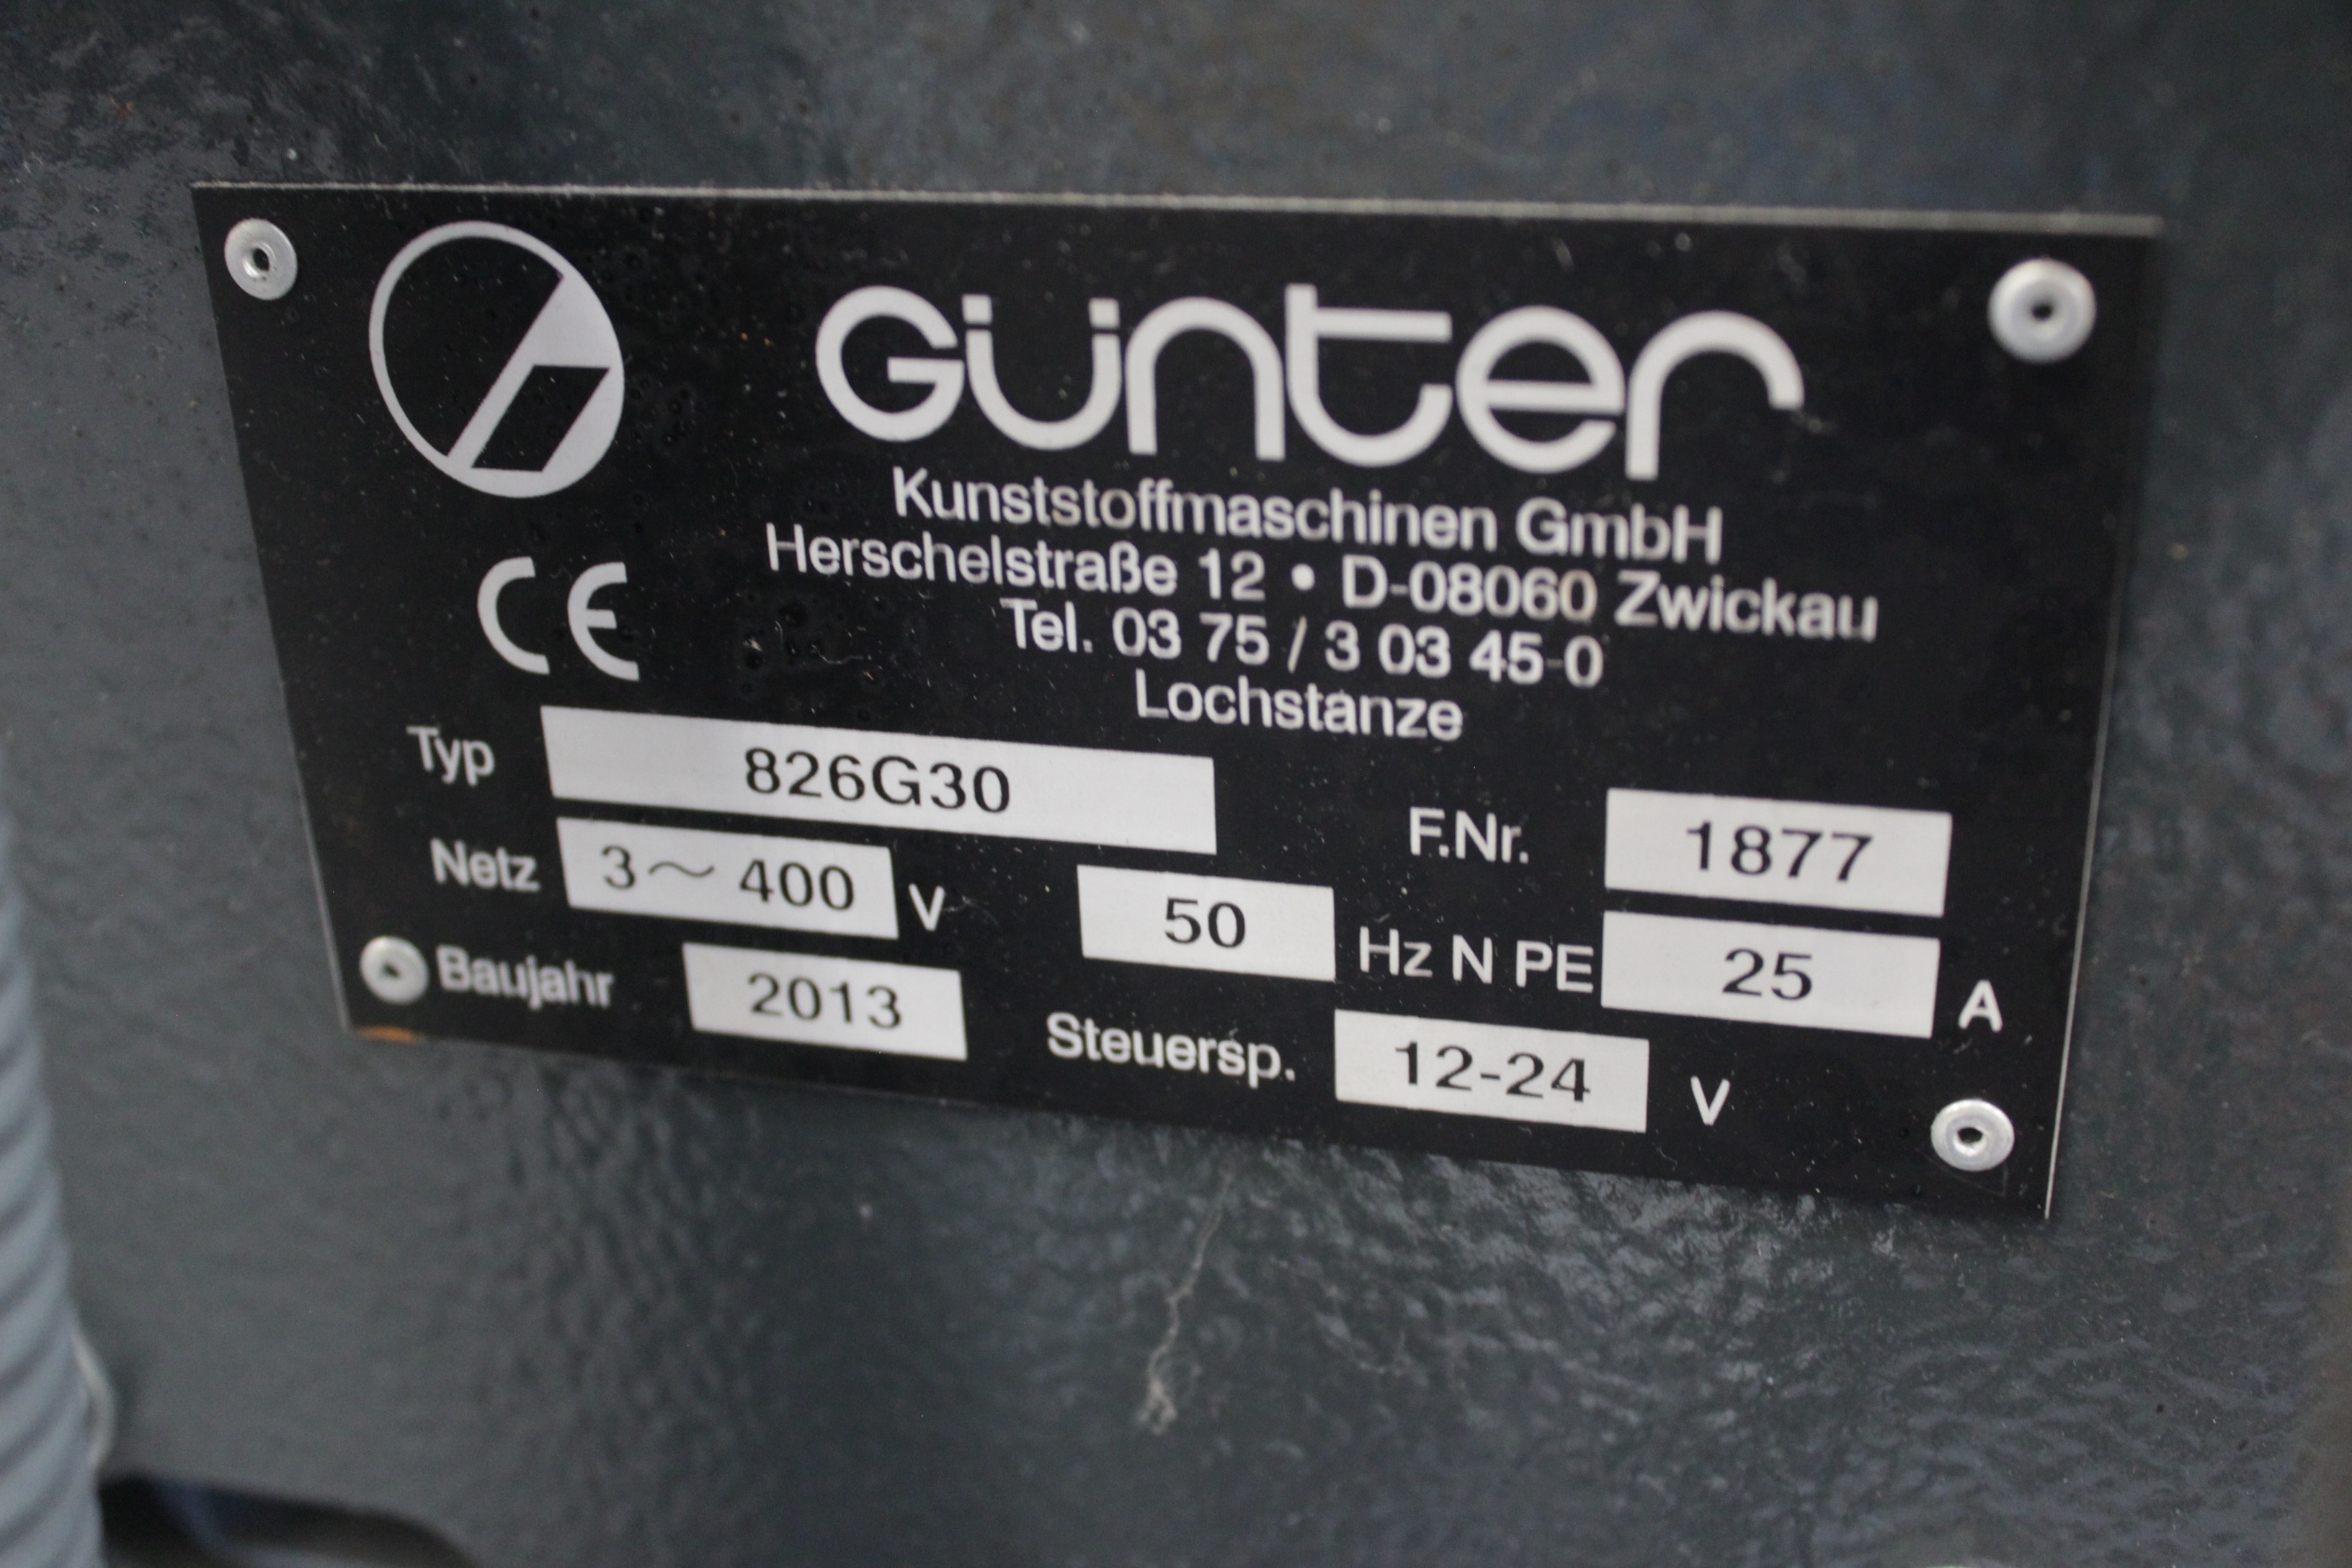 Günter
Kunststoffmaschinen GmbH
Herschelstraße 12 • D-08060 Zwickau
Tel. 03 75 / 3 03 45-0
Lochstanze
CE
Typ 826G30 F.Nr. 1877
Netz 3~ 400 V 50 Hz N PE 25 A
Baujahr 2013 Steuersp. 12-24 V